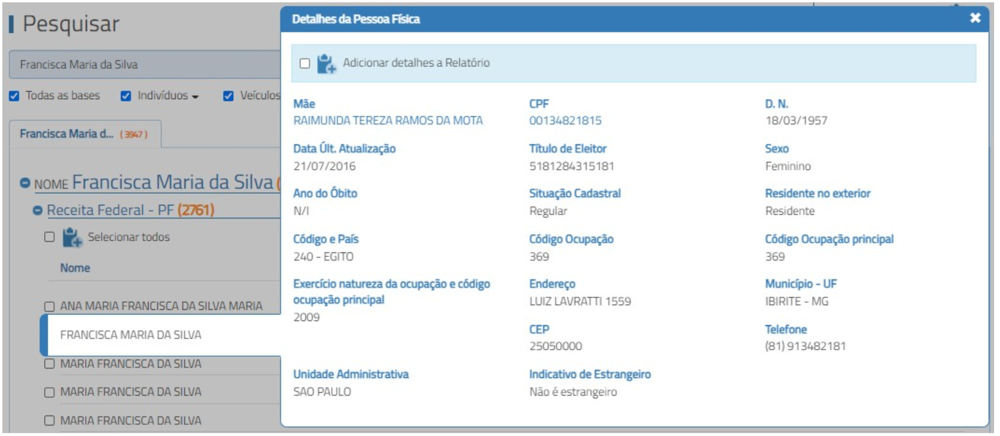 Pesquisar
Francisca Maria da Silva
Todas as bases Indivíduos Veículos
Francisca Maria d... (3947)
NOME Francisca Maria da Silva (
Receita Federal - PF (2761)
Selecionar todos
Nome
ANA MARIA FRANCISCA DA SILVA MARIA
FRANCISCA MARIA DA SILVA
MARIA FRANCISCA DA SILVA
MARIA FRANCISCA DA SILVA
MARIA FRANCISCA DA SILVA
Detalhes da Pessoa Física
Adicionar detalhes a Relatório
Mãe CPF D. N.
RAIMUNDA TEREZA RAMOS DA MOTA 00134821815 18/03/1957
Data Últ. Atualização Título de Eleitor Sexo
21/07/2016 5181284315181 Feminino
Ano do Óbito Situação Cadastral Residente no exterior
N/I Regular Residente
Código e País Código Ocupação Código Ocupação principal
240 - EGITO 369 369
Exercício natureza da ocupação e código Endereço Município - UF
ocupação principal LUIZ LAVRATTI 1559 IBIRITE - MG
2009
CEP Telefone
25050000 (81) 913482181
Unidade Administrativa Indicativo de Estrangeiro
SAO PAULO Não é estrangeiro